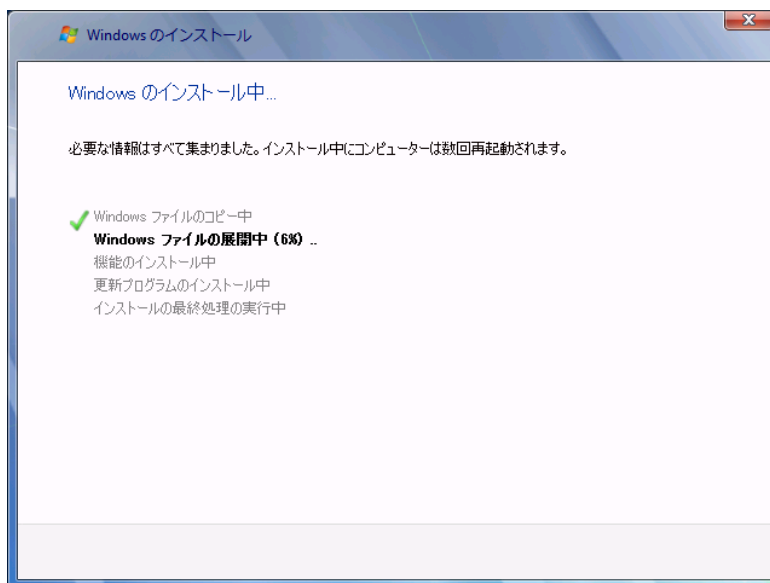 Windows のインストール
Windows のインストール中...
必要な情報はすべて集まりました。インストール中にコンピューターは数回再起動されます。
Windows ファイルのコピー中
Windows ファイルの展開中 (6%) ..
機能のインストール中
更新プログラムのインストール中
インストールの最終処理の実行中